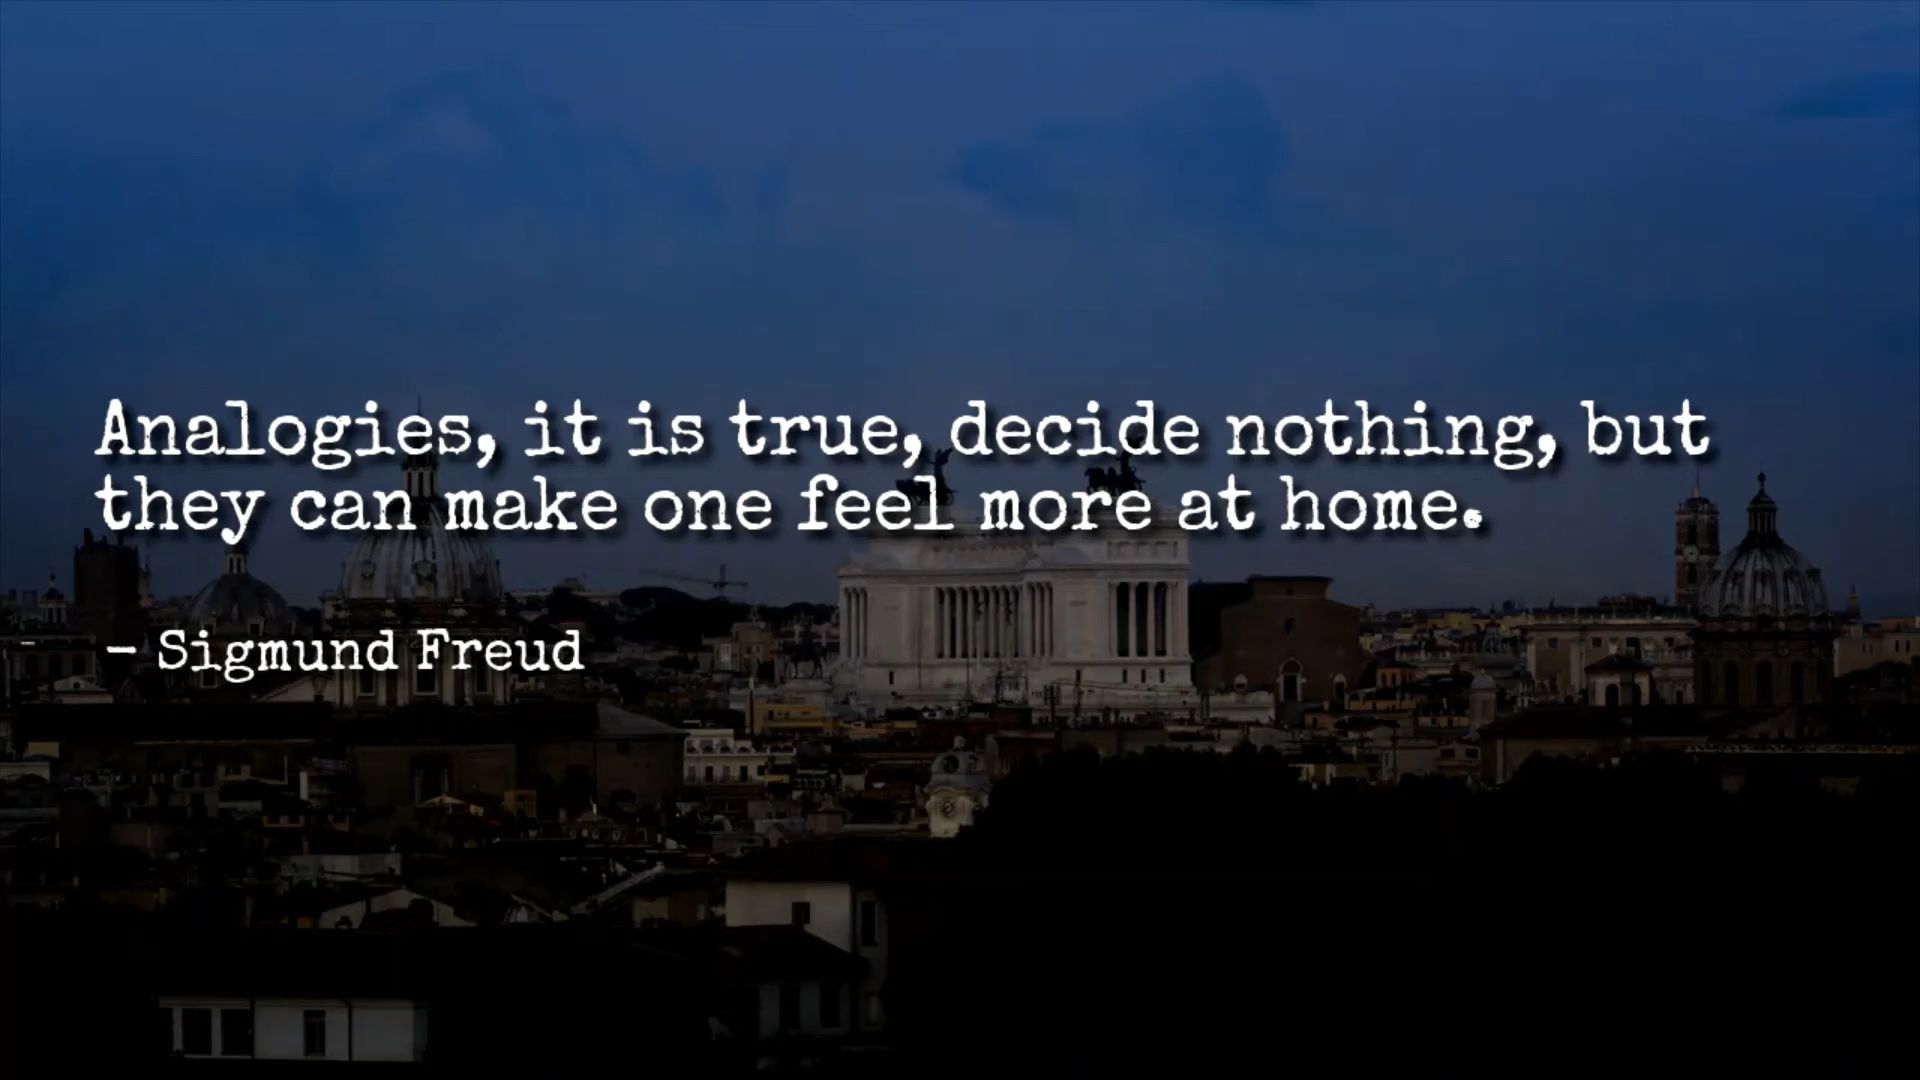 Analogies, it is true, decide nothing, but
they can make one feel more at home.
- Sigmund Freud